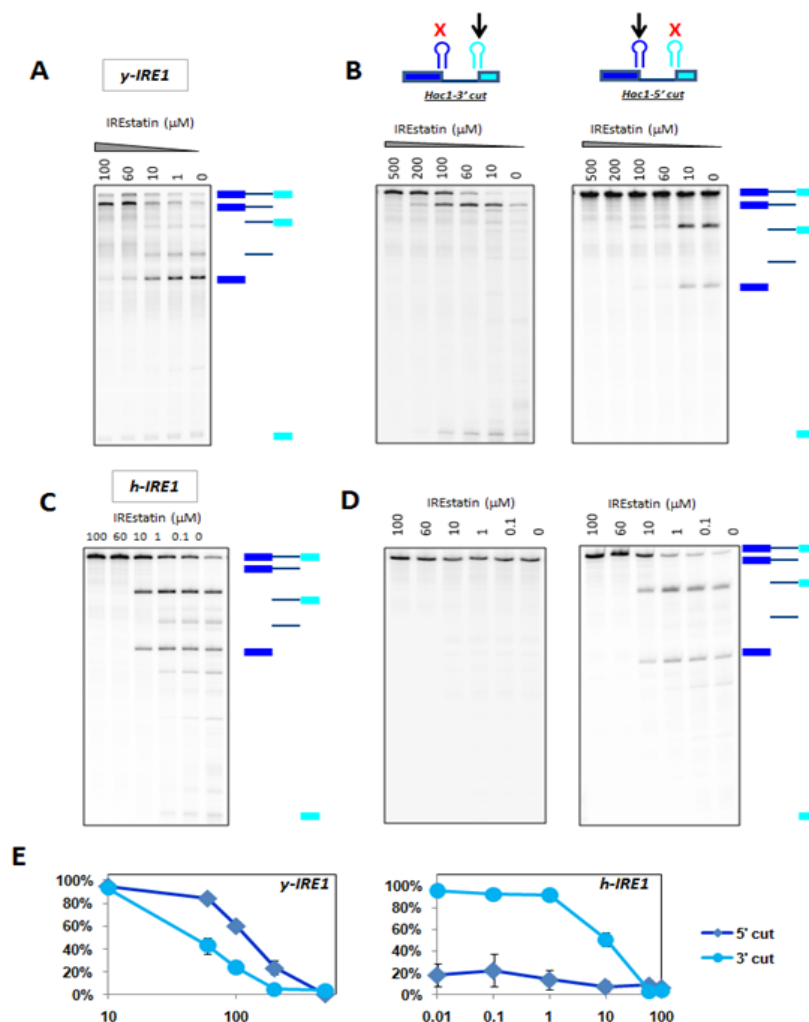 A
y-IRE1
IREstatin (µM)
100 60 10 1 0
B
X
Hac1-3' cut
X
Hac1-5' cut
IREstatin (µM)
500 200 100 60 10 0
IREstatin (µM)
500 200 100 60 10 0
C
h-IRE1
IREstatin (µM)
100 60 10 1 0.1 0
D
IREstatin (µM)
100 60 10 1 0.1 0
IREstatin (µM)
100 60 10 1 0.1 0
E
y-IRE1
100%
80%
60%
40%
20%
0%
10 100
h-IRE1
100%
80%
60%
40%
20%
0%
0.01 0.1 1 10 100
5' cut
3' cut